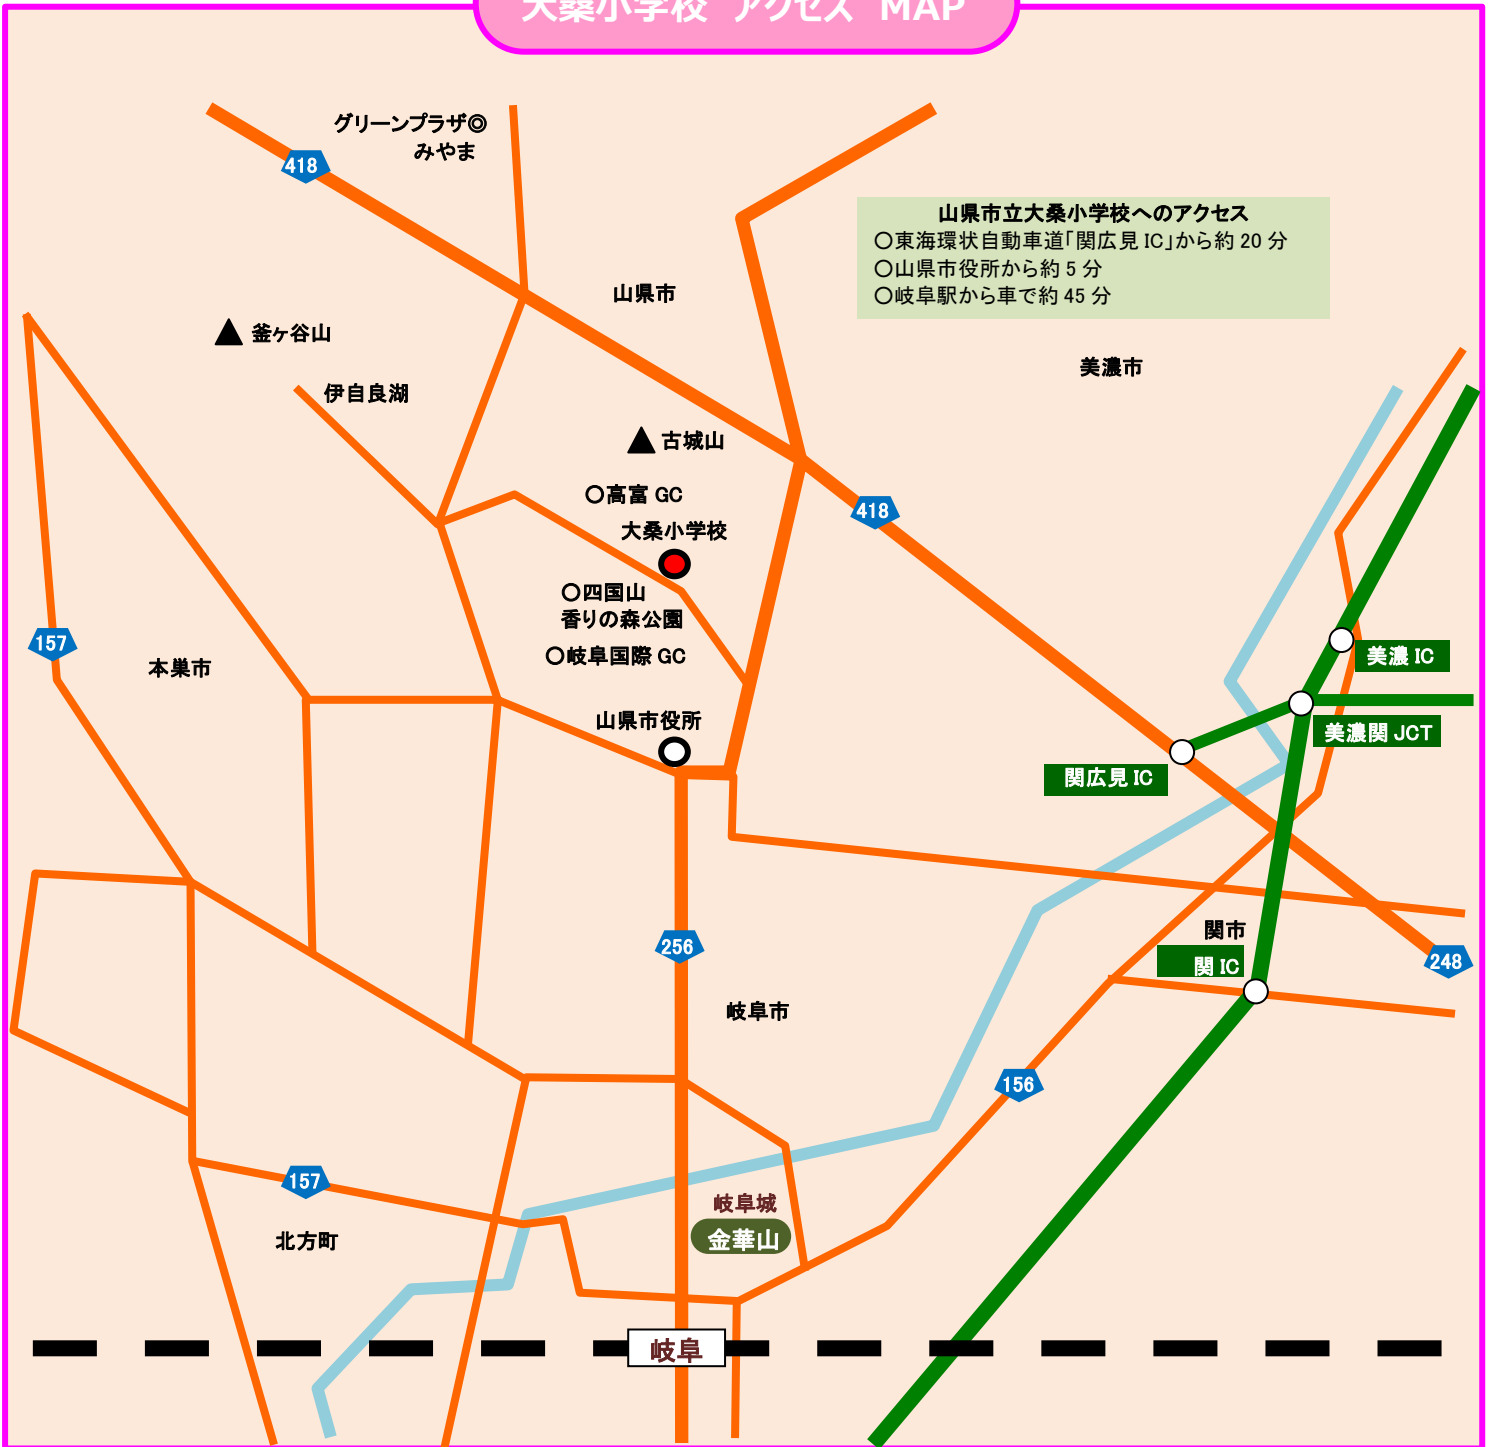 大桑小学校 アクセス MAP
グリーンプラザ◎
みやま
418
山県市立大桑小学校へのアクセス
〇東海環状自動車道｢関広見 IC｣から約 20 分
〇山県市役所から約 5 分
〇岐阜駅から車で約 45 分
山県市
▲ 釜ヶ谷山
美濃市
伊自良湖
▲ 古城山
〇高富 GC
418
大桑小学校
〇四国山
香りの森公園
157
〇岐阜国際 GC
美濃 IC
本巣市
山県市役所
美濃関 JCT
関広見 IC
関市
256
248
関 IC
岐阜市
156
157
岐阜城
金華山
北方町
岐阜